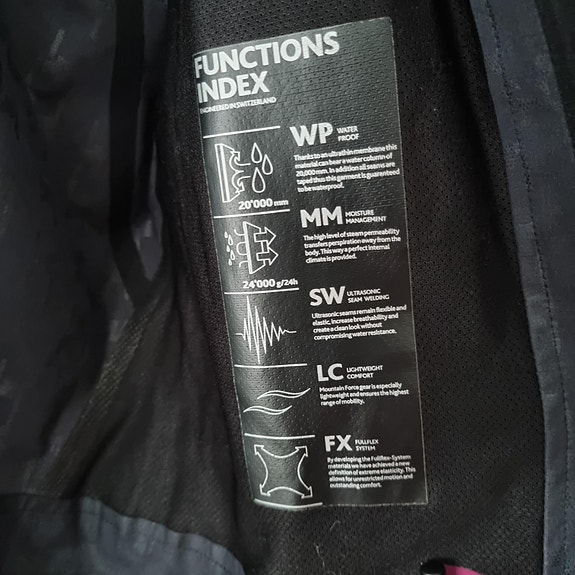 FUNCTIONS
INDEX
ENGINEERED IN SWITZERLAND
WP WATER
PROOF
Thanks to an ultrathin membrane this
material can bear a water column of
20,000 mm. In addition all seams are
taped thus this garment is guaranteed
to be waterproof.
20'000 mm
MM MOISTURE
MANAGEMENT
The high level of steam permeability
transfers perspiration away from the
body. This way a perfect internal
climate is provided.
24'000 g/24h
SW ULTRASONIC
SEAM WELDING
Ultrasonic seams remain flexible and
elastic, increase breathability and
create a clean look without
compromising water resistance.
LC LIGHTWEIGHT
COMFORT
Mountain Force gear is especially
lightweight and ensures the highest
range of mobility.
FX FULLFLEX
SYSTEM
By developing the Fullflex-System
materials we have achieved a new
definition of extreme elasticity. This
allows for unrestricted motion and
outstanding comfort.